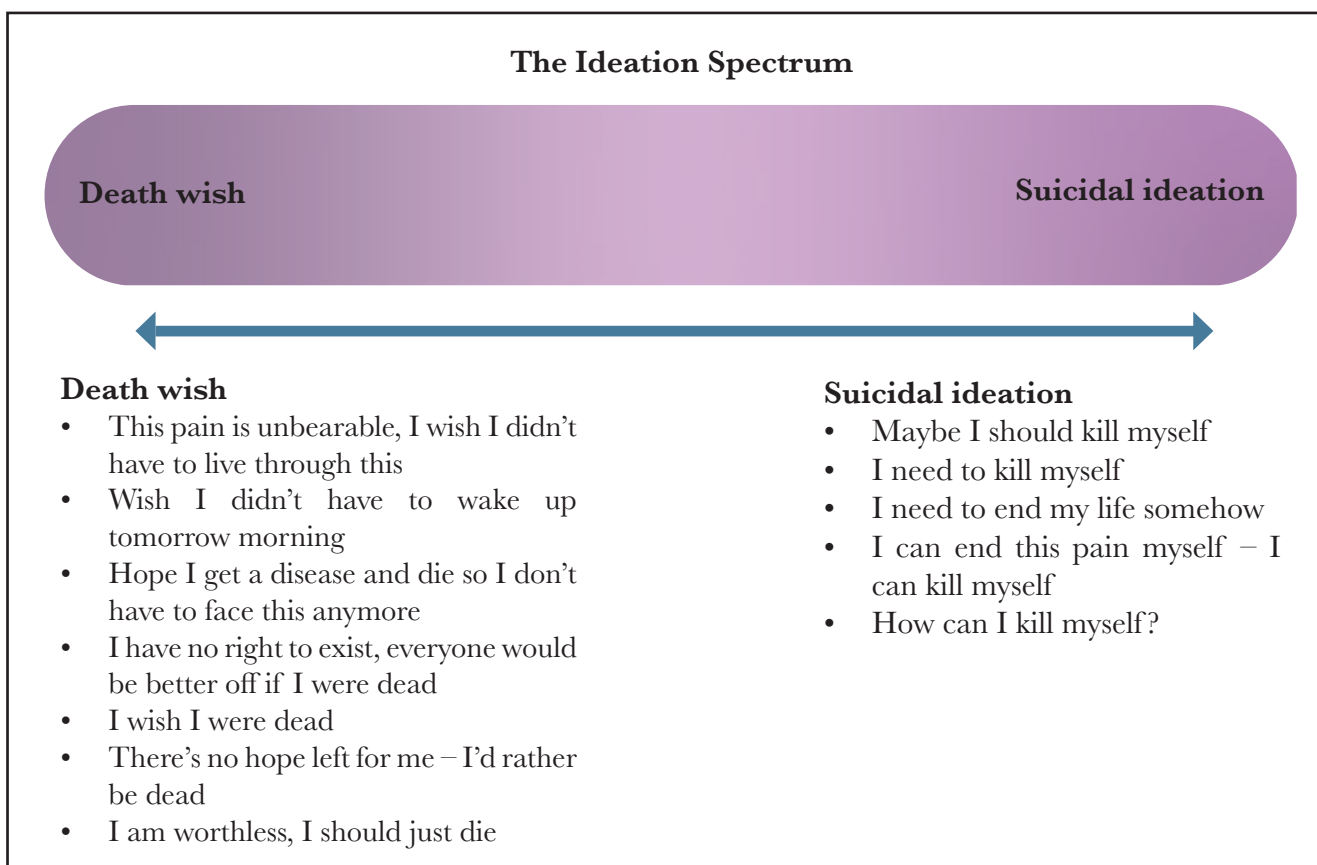 The Ideation Spectrum
Death wish
Suicidal ideation
Death wish
• This pain is unbearable, I wish I didn’t
have to live through this
• Wish I didn’t have to wake up
tomorrow morning
• Hope I get a disease and die so I don’t
have to face this anymore
• I have no right to exist, everyone would
be better off if I were dead
• I wish I were dead
• There’s no hope left for me – I’d rather
be dead
• I am worthless, I should just die
Suicidal ideation
• Maybe I should kill myself
• I need to kill myself
• I need to end my life somehow
• I can end this pain myself – I
can kill myself
• How can I kill myself?